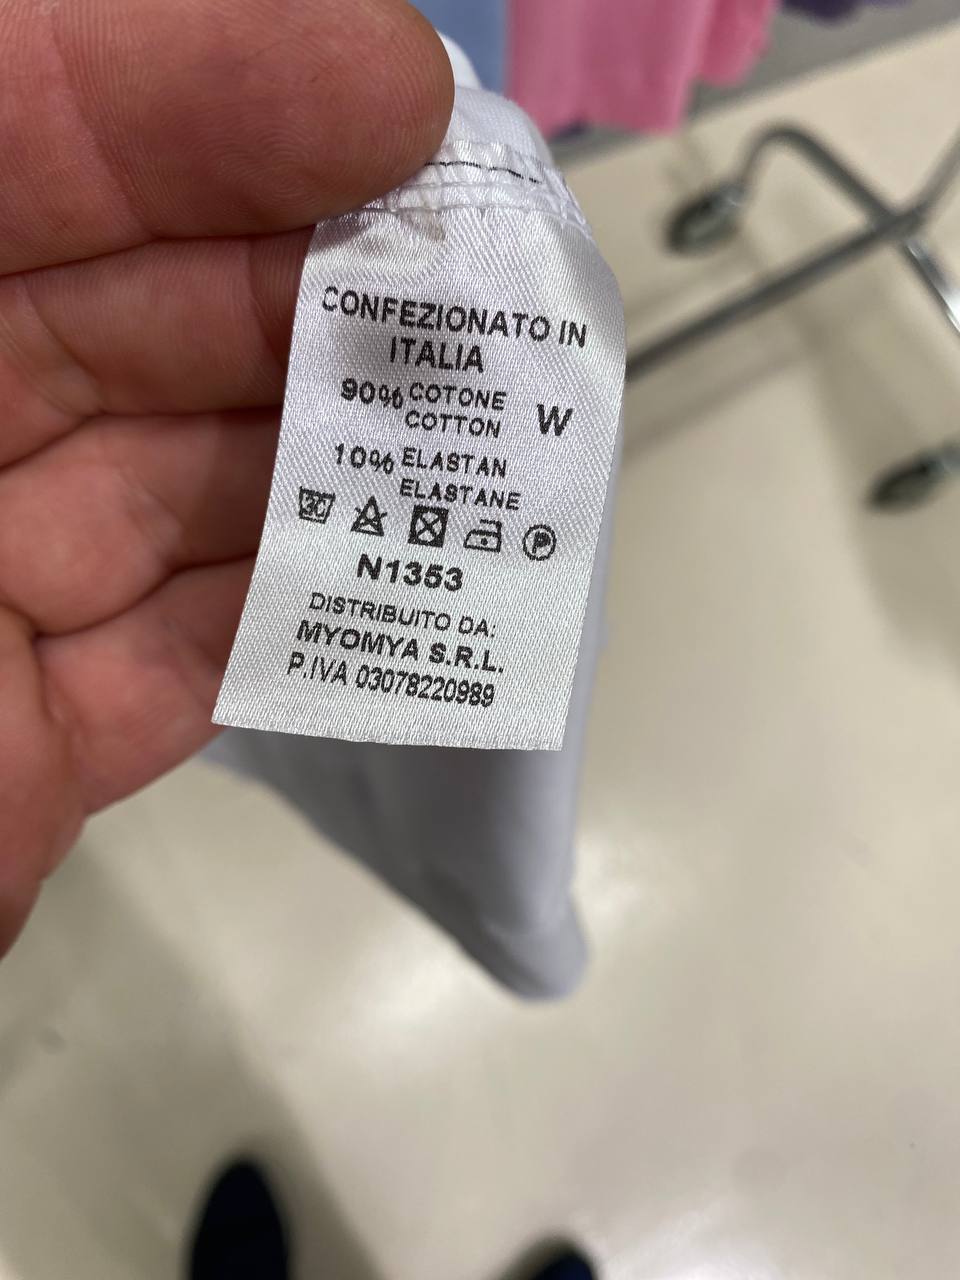 CONFEZIONATO IN
ITALIA
90% COTONE
COTTON
W
10% ELASTAN
ELASTANE
30 P
N1353
DISTRIBUITO DA:
MYOMYA S.R.L.
P.IVA 03078220989